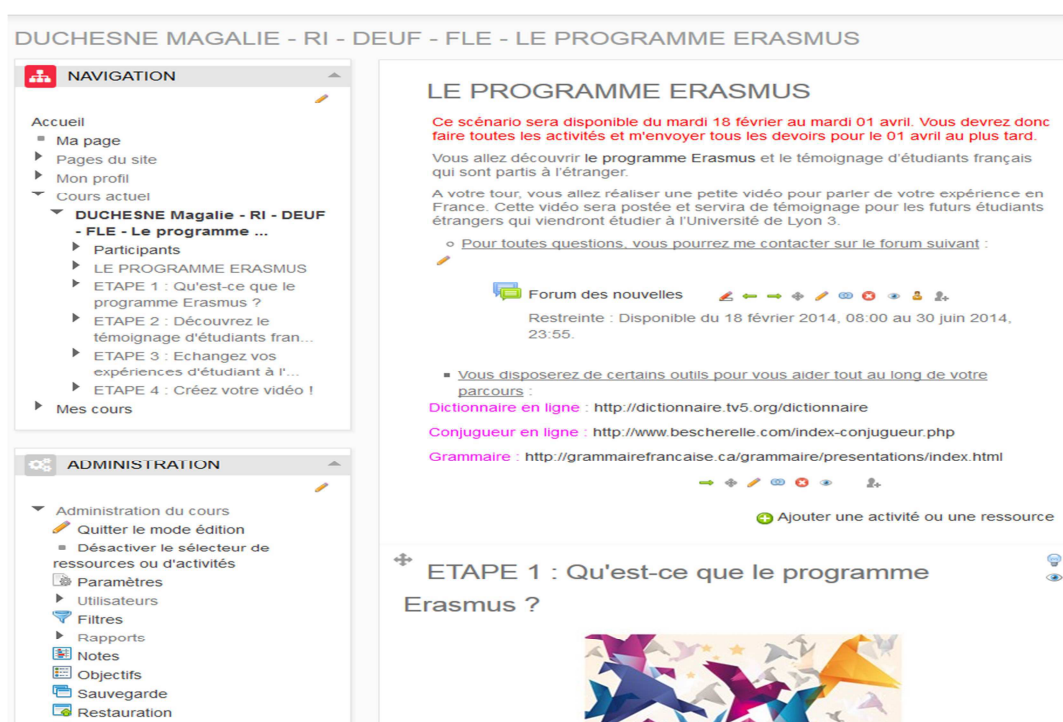 DUCHESNE MAGALIE - RI - DEUF - FLE - LE PROGRAMME ERASMUS
NAVIGATION
Accueil
Ma page
Pages du site
Mon profil
Cours actuel
DUCHESNE Magalie - RI - DEUF
- FLE - Le programme ...
Participants
LE PROGRAMME ERASMUS
ETAPE 1 : Qu'est-ce que le
programme Erasmus ?
ETAPE 2 : Découvrez le
témoignage d'étudiants fran...
ETAPE 3 : Echangez vos
expériences d'étudiant à l'...
ETAPE 4 : Créez votre vidéo !
Mes cours
ADMINISTRATION
Administration du cours
Quitter le mode édition
Désactiver le sélecteur de
ressources ou d'activités
Paramètres
Utilisateurs
Filtres
Rapports
Notes
Objectifs
Sauvegarde
Restauration
LE PROGRAMME ERASMUS
Ce scénario sera disponible du mardi 18 février au mardi 01 avril. Vous devrez donc
faire toutes les activités et m'envoyer tous les devoirs pour le 01 avril au plus tard.
Vous allez découvrir le programme Erasmus et le témoignage d'étudiants français
qui sont partis à l'étranger.
A votre tour, vous allez réaliser une petite vidéo pour parler de votre expérience en
France. Cette vidéo sera postée et servira de témoignage pour les futurs étudiants
étrangers qui viendront étudier à l'Université de Lyon 3.
Pour toutes questions, vous pourrez me contacter sur le forum suivant :
Forum des nouvelles
Restreinte : Disponible du 18 février 2014, 08:00 au 30 juin 2014,
23:55.
Vous disposerez de certains outils pour vous aider tout au long de votre
parcours :
Dictionnaire en ligne : http://dictionnaire.tv5.org/dictionnaire
Conjugueur en ligne : http://www.bescherelle.com/index-conjugueur.php
Grammaire : http://grammairefrancaise.ca/grammaire/presentations/index.html
Ajouter une activité ou une ressource
ETAPE 1 : Qu'est-ce que le programme
Erasmus ?